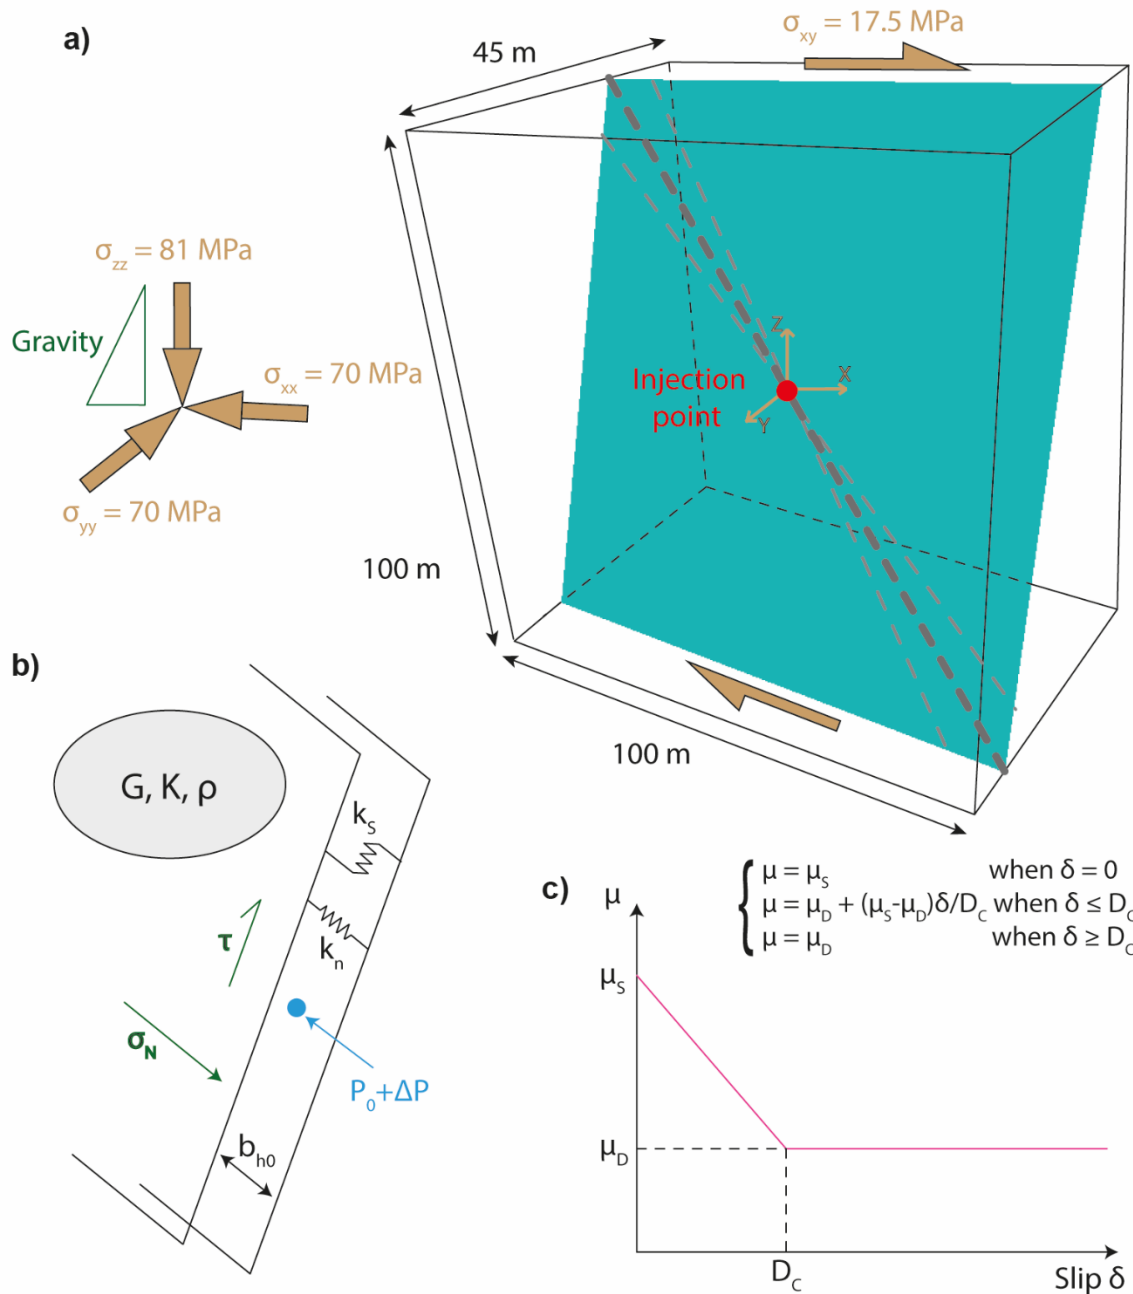 a)
σxy = 17.5 MPa
45 m
σzz = 81 MPa
Gravity
σxx = 70 MPa
σyy = 70 MPa
Z
X
Y
Injection
point
100 m
100 m
b)
G, K, ρ
kS
kn
τ
σN
P0+ΔP
bh0
c)
{ μ = μS when δ = 0
μ = μD + (μS-μD)δ/DC when δ ≤ DC
μ = μD when δ ≥ DC
μ
μS
μD
DC
Slip δ